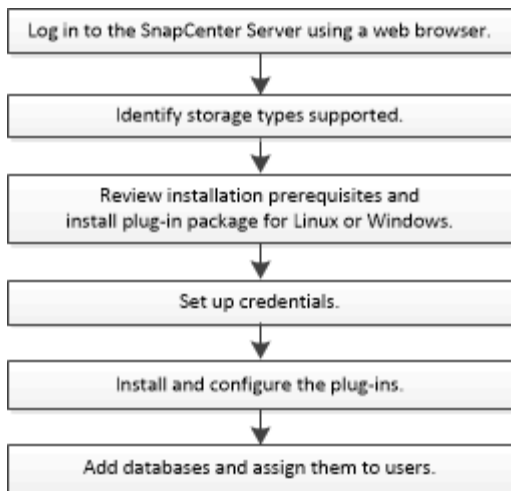 Log in to the SnapCenter Server using a web browser.
Identify storage types supported.
Review installation prerequisites and
install plug-in package for Linux or Windows.
Set up credentials.
Install and configure the plug-ins.
Add databases and assign them to users.